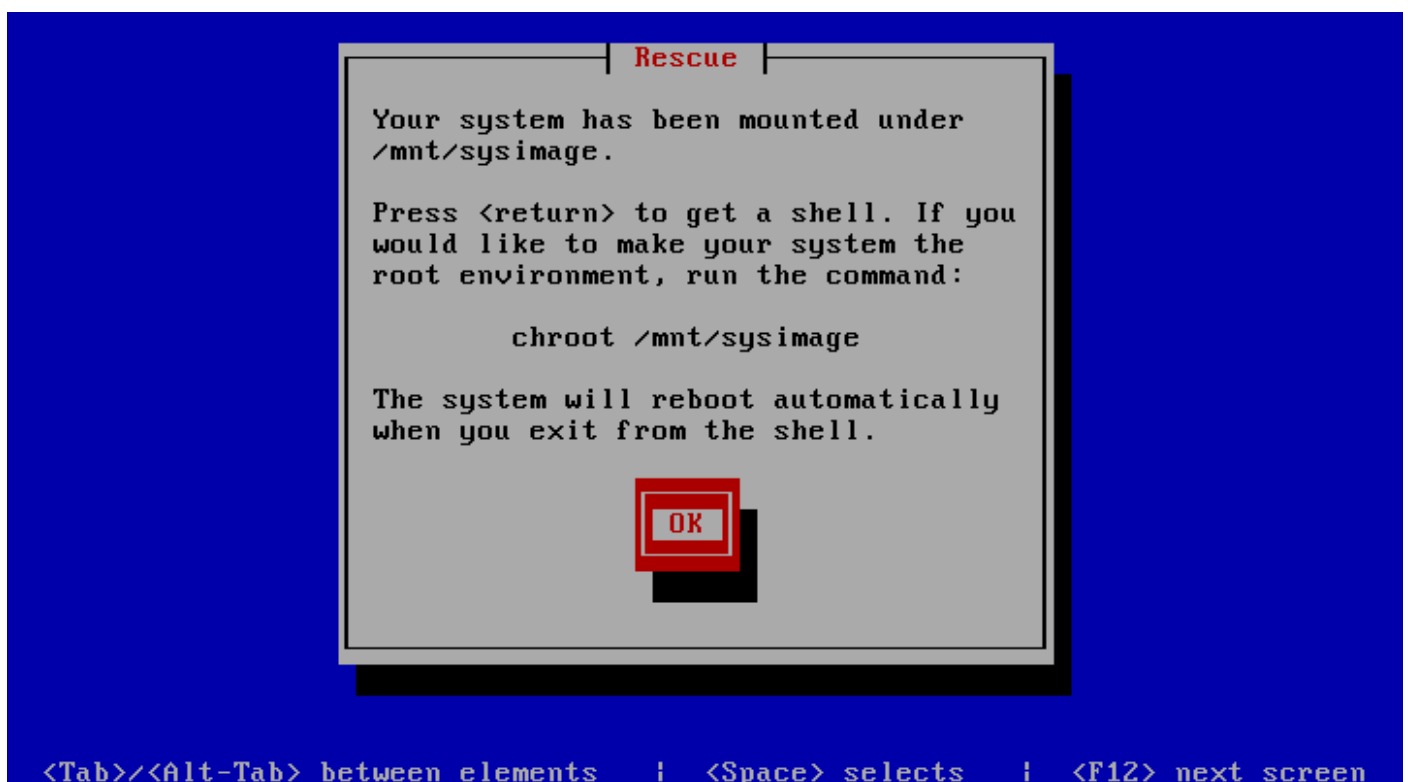 Rescue
Your system has been mounted under
/mnt/sysimage.
Press <return> to get a shell. If you
would like to make your system the
root environment, run the command:
chroot /mnt/sysimage
The system will reboot automatically
when you exit from the shell.
OK
<Tab>/<Alt-Tab> between elements | <Space> selects | <F12> next screen